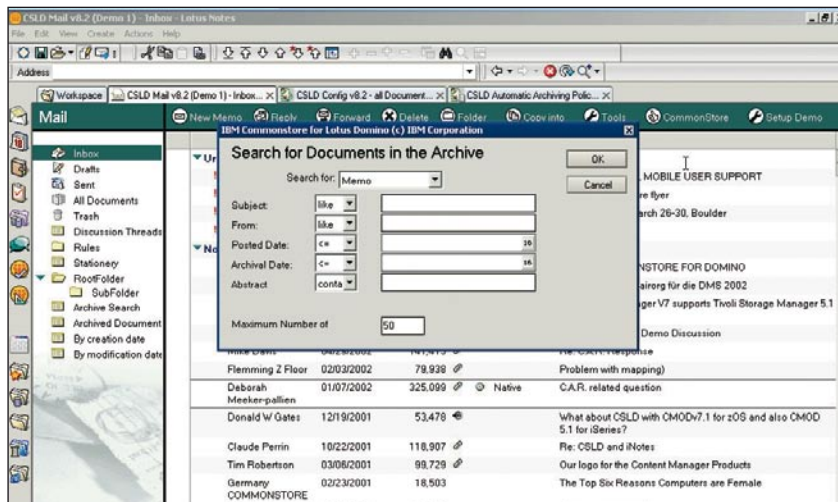 CSLD Mail v8.2 (Demo 1) - Inbox - Lotus Notes
File Edit View Create Actions Help
Address
Workspace CSLD Mail v8.2 (Demo 1) - Inbox... CSLD Config v8.2 - all Document... CSLD Automatic Archiving Polic...
Mail New Memo Reply Forward Delete Folder Copy into Tools CommonStore Setup Demo
IBM Commonstore for Lotus Domino (c) IBM Corporation
Search for Documents in the Archive
OK
Cancel
Search for: Memo
Subject: like
From: like
Posted Date: <= 16
Archival Date: <= 16
Abstract conta
Maximum Number of 50
Inbox
Drafts
Sent
All Documents
Trash
Discussion Threads
Rules
Stationery
RootFolder
SubFolder
Archive Search
Archived Document
By creation date
By modification date
Ur
No
MOBILE USER SUPPORT
re flyer
arch 26-30, Boulder
NSTORE FOR DOMINO
airorg für die DMS 2002
ger V7 supports Tivoli Storage Manager 5.1
Demo Discussion
Re: C.A.R. Response
Flemming Z Floor 02/03/2002 79,938 Problem with mapping)
Deborah Meeker-pallien 01/07/2002 325,099 Native C.A.R. related question
Donald W Gates 12/19/2001 53,478 What about CSLD with CMODv7.1 for zOS and also CMOD 5.1 for iSeries?
Claude Perrin 10/22/2001 118,907 Re: CSLD and iNotes
Tim Robertson 03/06/2001 99,729 Our logo for the Content Manager Products
Germany COMMONSTORE 02/23/2001 18,503 The Top Six Reasons Computers are Female